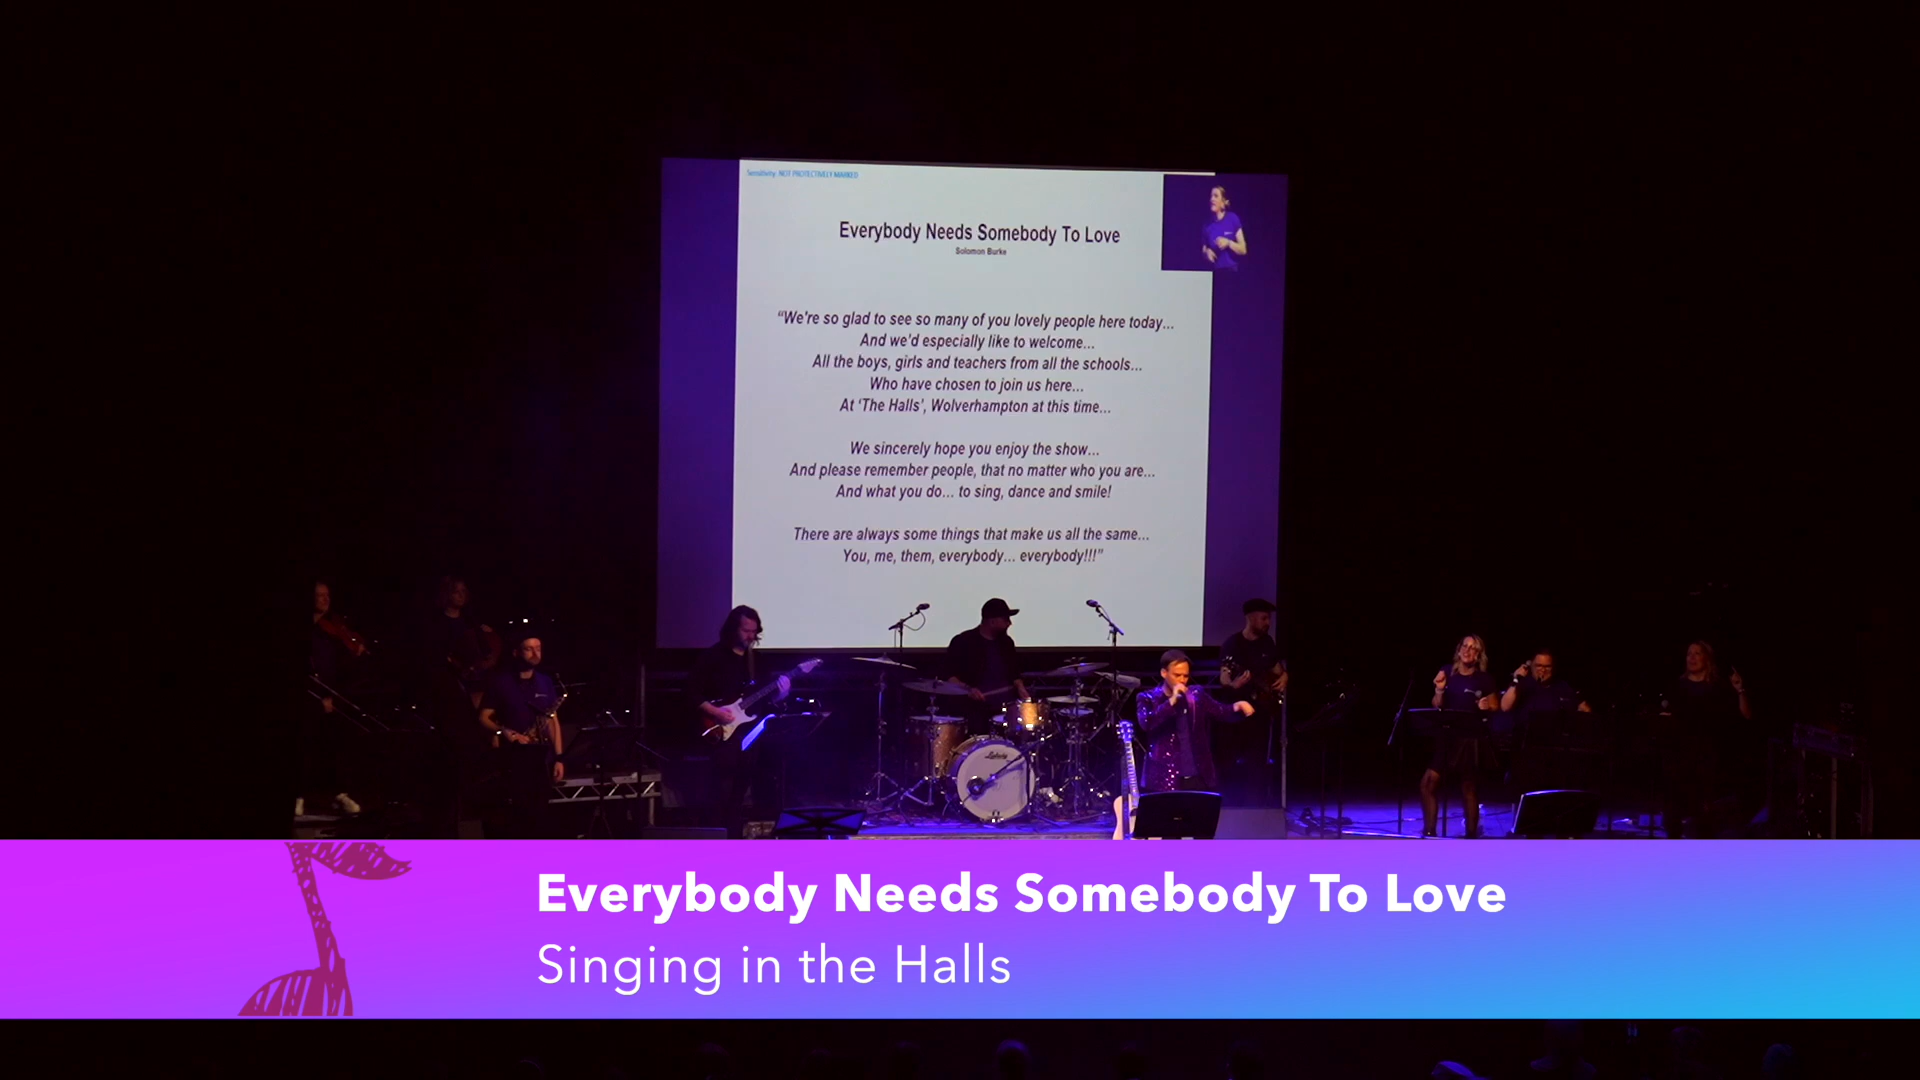 Sensitivity: NOT PROTECTIVELY MARKED
Everybody Needs Somebody To Love
Solomon Burke
“We're so glad to see so many of you lovely people here today...
And we'd especially like to welcome...
All the boys, girls and teachers from all the schools...
Who have chosen to join us here...
At ‘The Halls’, Wolverhampton at this time...
We sincerely hope you enjoy the show...
And please remember people, that no matter who you are...
And what you do... to sing, dance and smile!
There are always some things that make us all the same...
You, me, them, everybody... everybody!!!”
Ludwig
Everybody Needs Somebody To Love
Singing in the Halls